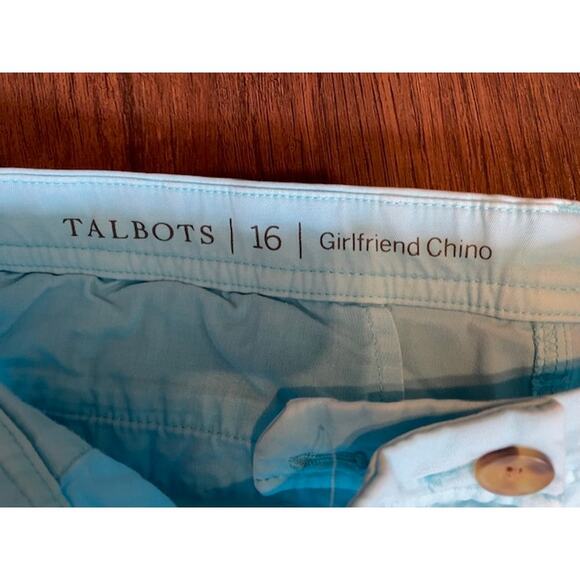 TALBOTS | 16 | Girlfriend Chino